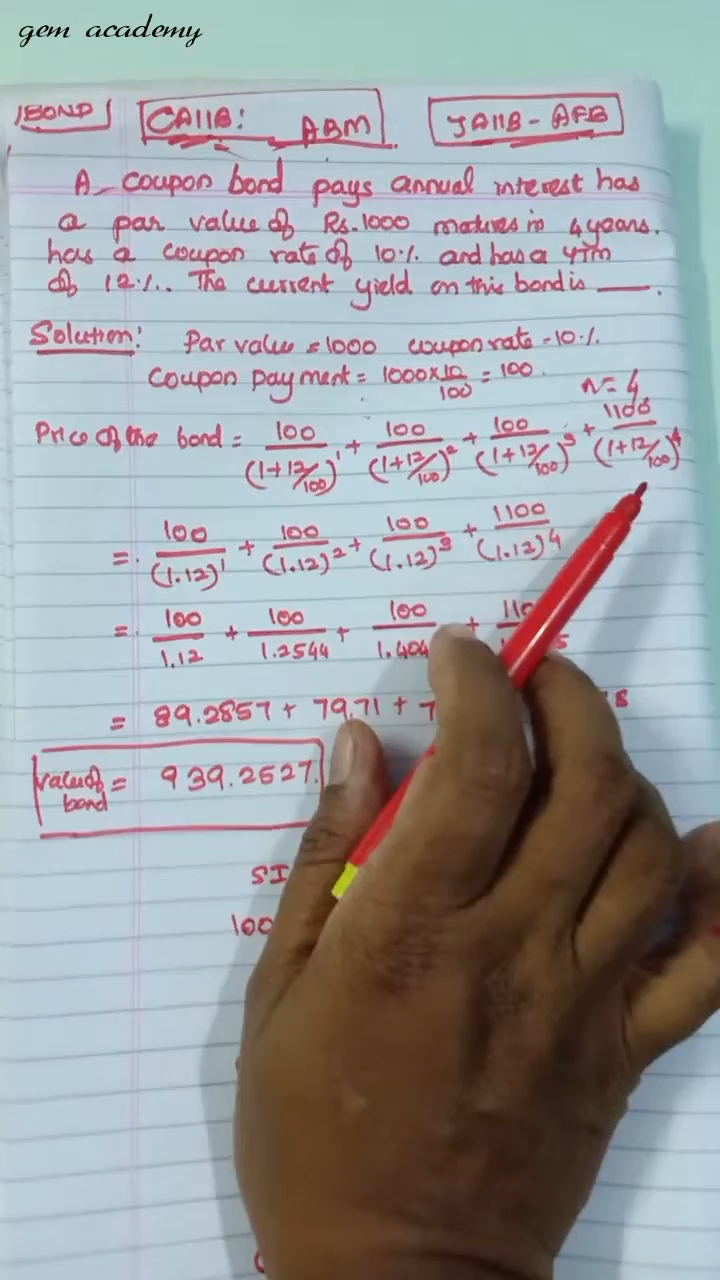 gem academy
BOND CAIIB: ABM JAIIB - AFB
A coupon bond pays annual interest has
a par value of Rs.1000 matures in 4 years.
has a coupon rate of 10% and has a YTM
of 12%. The current yield on this bond is ____.
Solution: Par value = 1000 coupon rate = 10%
Coupon payment = 1000 × 10/100 = 100.
n = 4
Price of the bond = 100/(1+12/100)^1 + 100/(1+12/100)^2 + 100/(1+12/100)^3 + 1100/(1+12/100)^4
= 100/(1.12)^1 + 100/(1.12)^2 + 100/(1.12)^3 + 1100/(1.12)^4
= 100/1.12 + 100/1.2544 + 100/1.404 +
= 89.2857 + 79.71 + 7
Value of bond = 939.2527.
SI
100